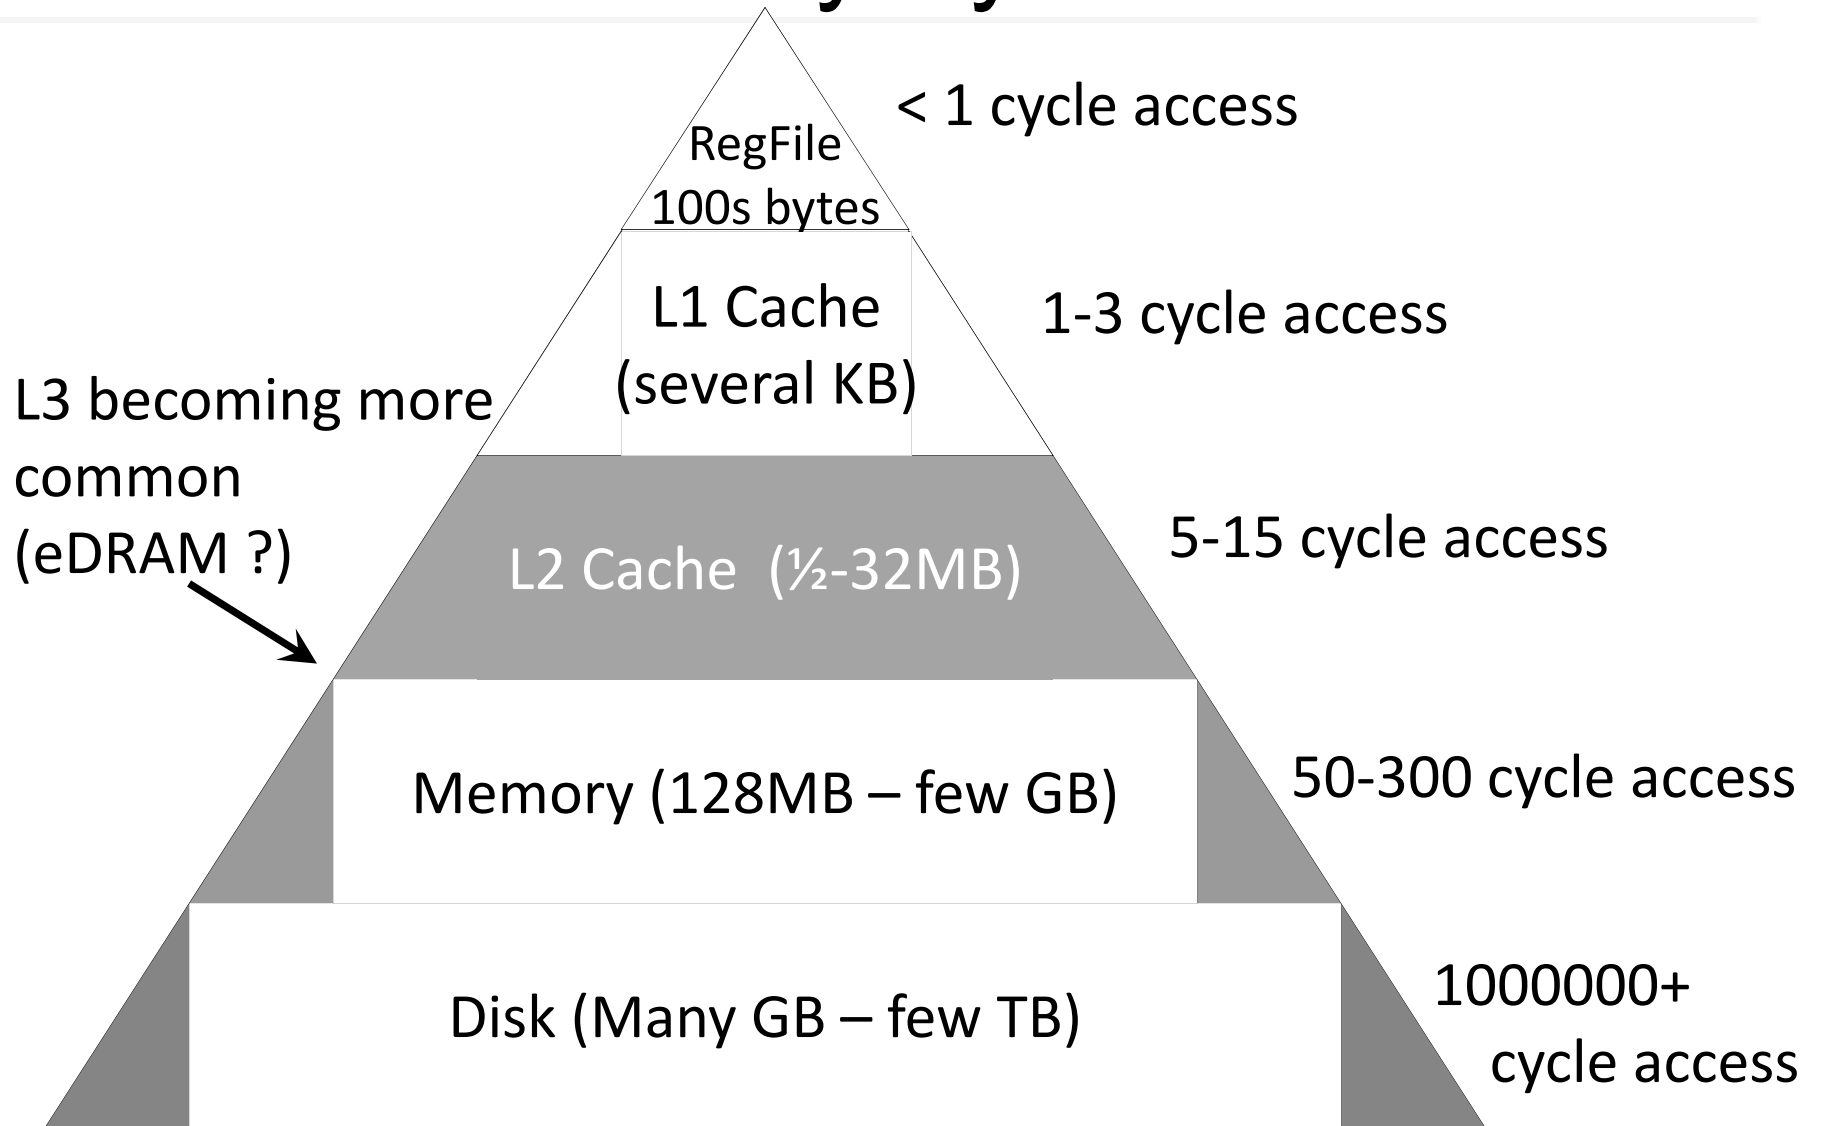 < 1 cycle access
RegFile
100s bytes
L1 Cache
(several KB)
1-3 cycle access
L3 becoming more
common
(eDRAM ?)
L2 Cache (½-32MB)
5-15 cycle access
Memory (128MB – few GB)
50-300 cycle access
Disk (Many GB – few TB)
1000000+
cycle access